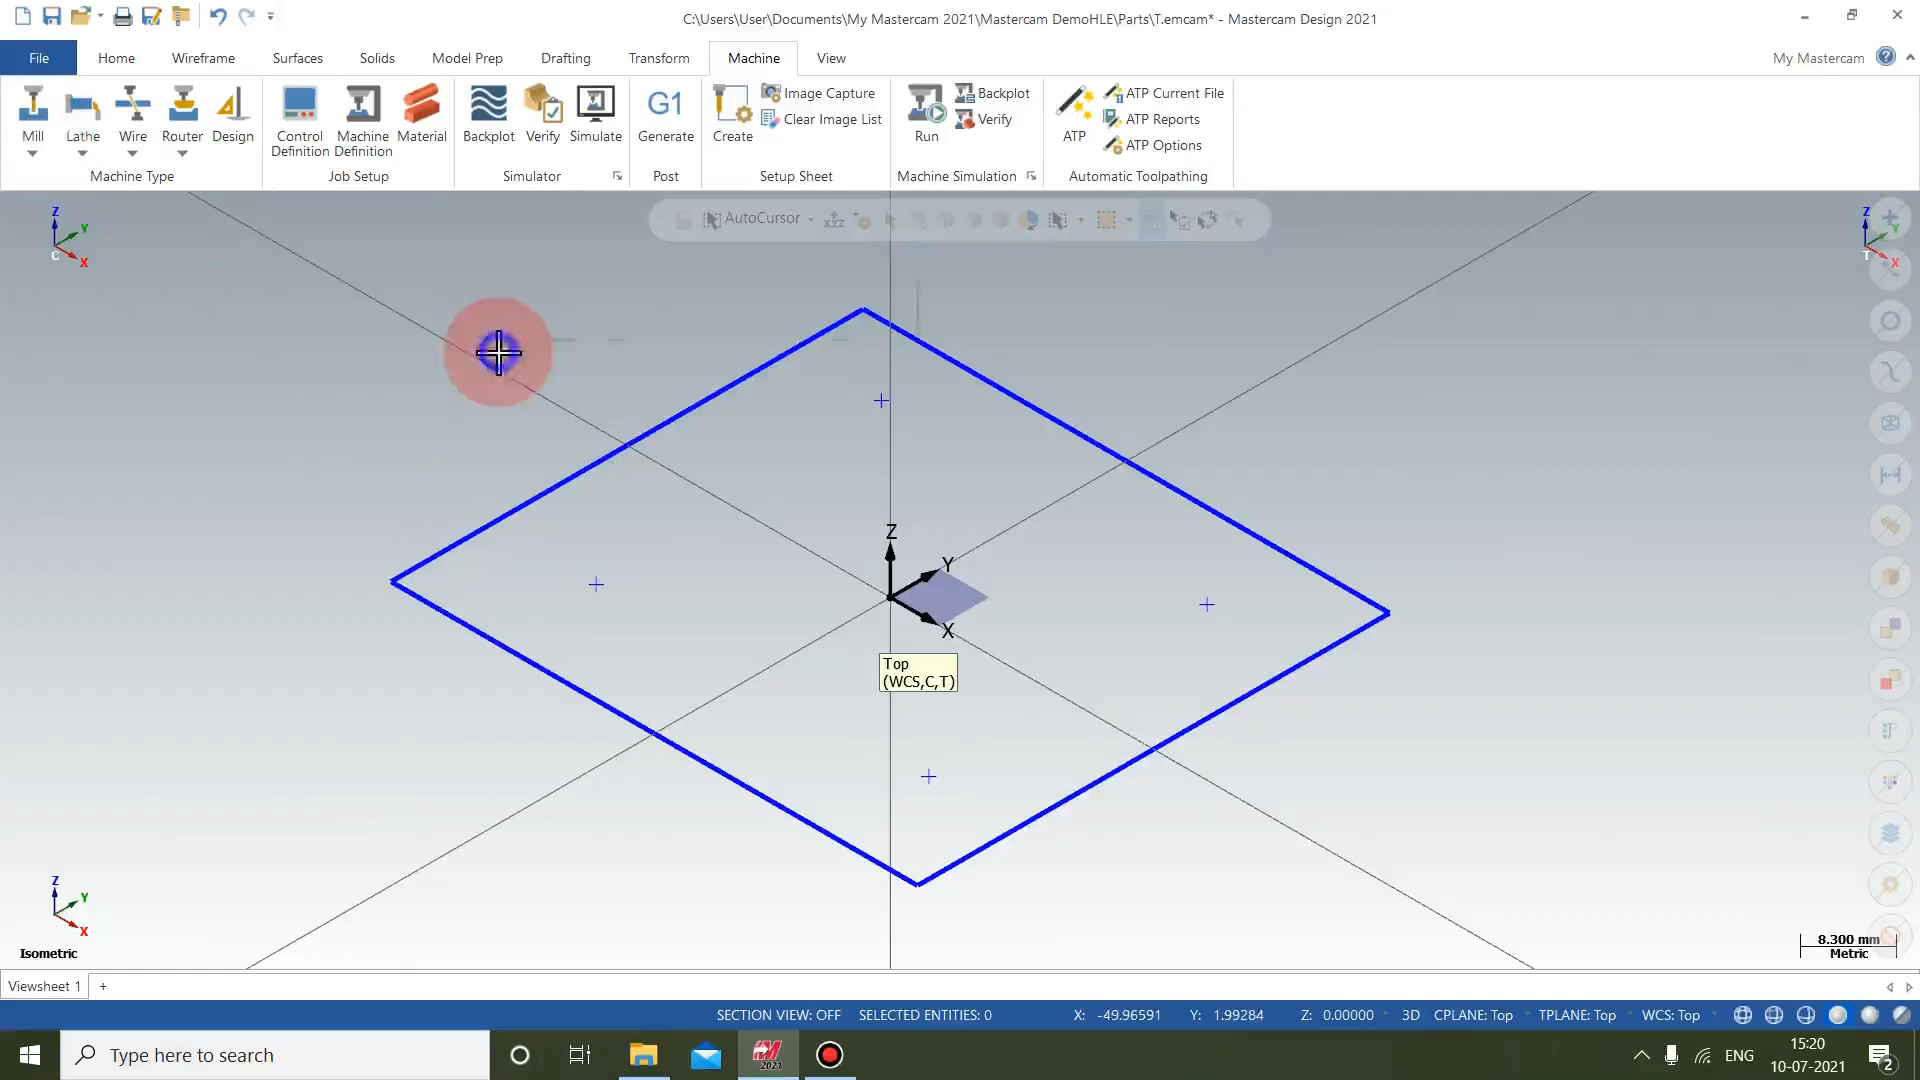 C:\Users\User\Documents\My Mastercam 2021\Mastercam DemoHLE\Parts\T.emcam* - Mastercam Design 2021
File
Home
Wireframe
Surfaces
Solids
Model Prep
Drafting
Transform
Machine
View
My Mastercam
Mill
Lathe
Wire
Router
Design
Machine Type
Control Definition
Machine Definition
Material
Job Setup
Backplot
Verify
Simulate
Simulator
G1
Generate
Post
Create
Image Capture
Clear Image List
Setup Sheet
Run
Backplot
Verify
Machine Simulation
ATP
ATP Current File
ATP Reports
ATP Options
Automatic Toolpathing
AutoCursor
Z
Y
C
X
Z
Y
T
X
Z
Y
X
Top
(WCS,C,T)
Z
Y
X
Isometric
8.300 mm
Metric
Viewsheet 1
+
SECTION VIEW: OFF
SELECTED ENTITIES: 0
X: -49.96591
Y: 1.99284
Z: 0.00000
3D
CPLANE: Top
TPLANE: Top
WCS: Top
Type here to search
2021
ENG
15:20
10-07-2021
2